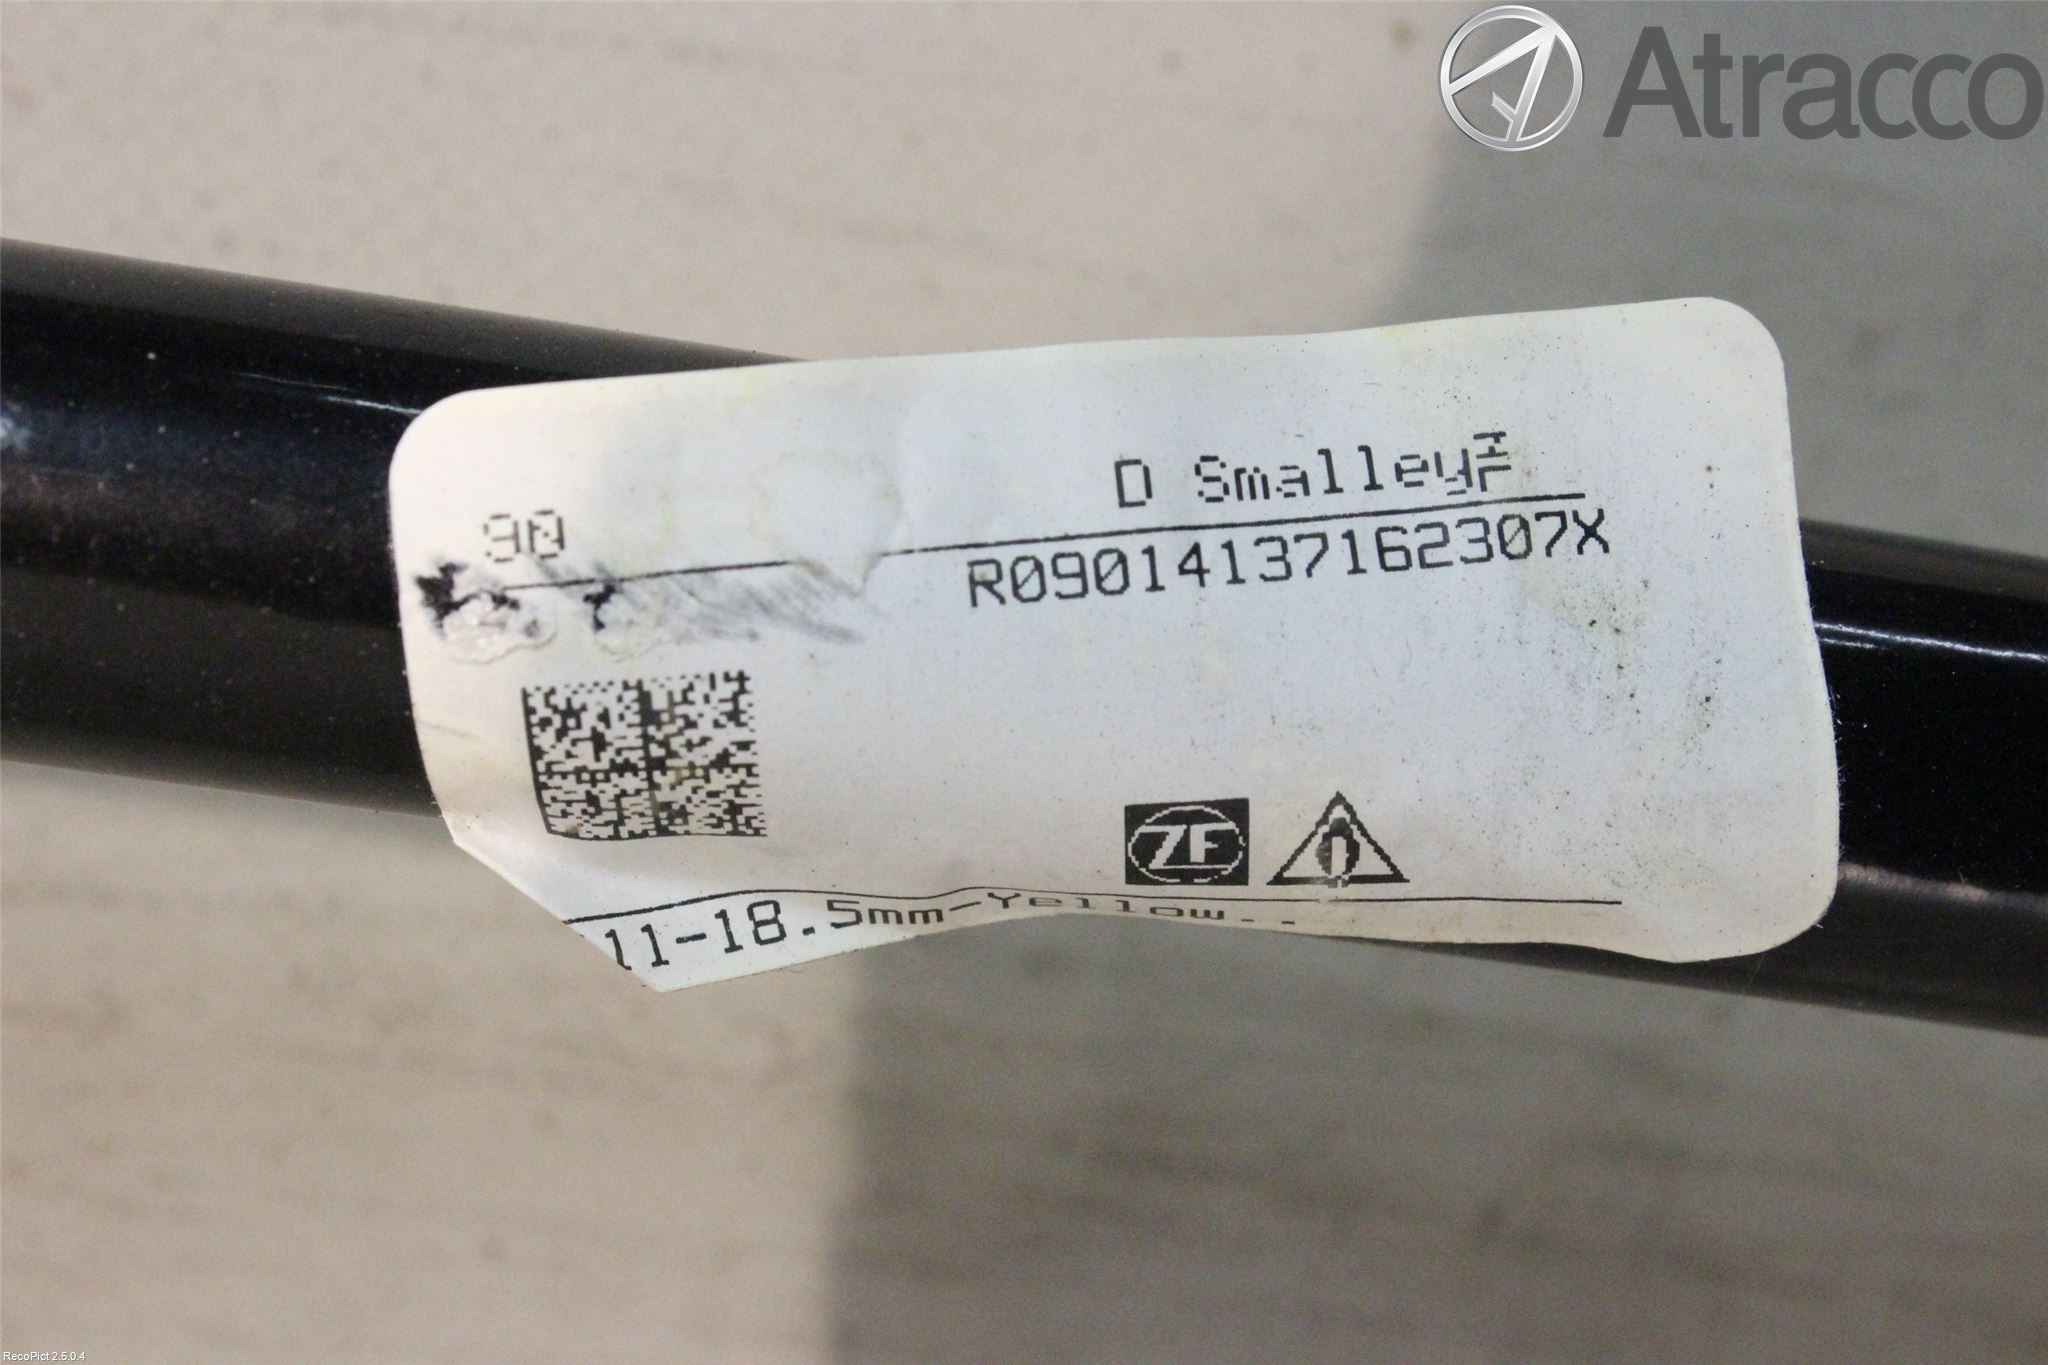 Atracco
D Smalley
90
R09014137162307X
ZF
11-18.5mm-Yellow..
RecoPict 2.5.0.4